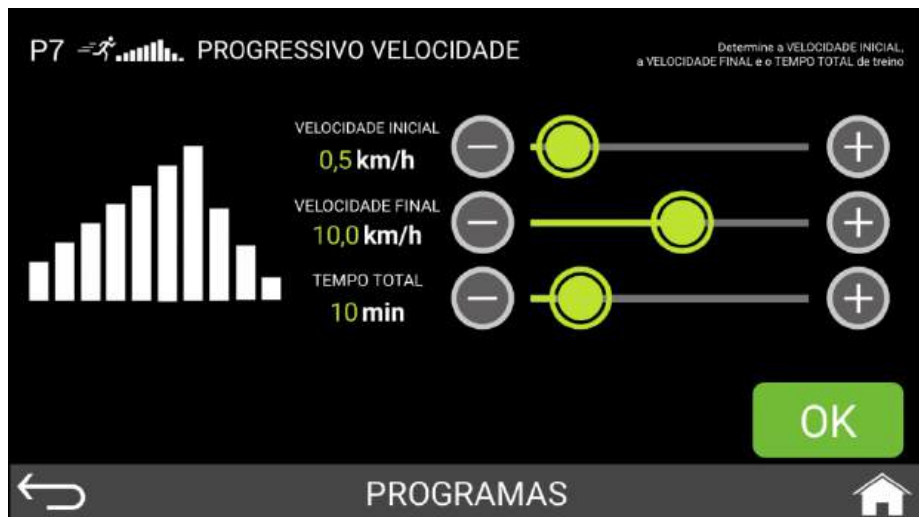 P7 PROGRESSIVO VELOCIDADE
Determine a VELOCIDADE INICIAL,
a VELOCIDADE FINAL e o TEMPO TOTAL de treino
VELOCIDADE INICIAL
0,5 km/h
VELOCIDADE FINAL
10,0 km/h
TEMPO TOTAL
10 min
OK
PROGRAMAS